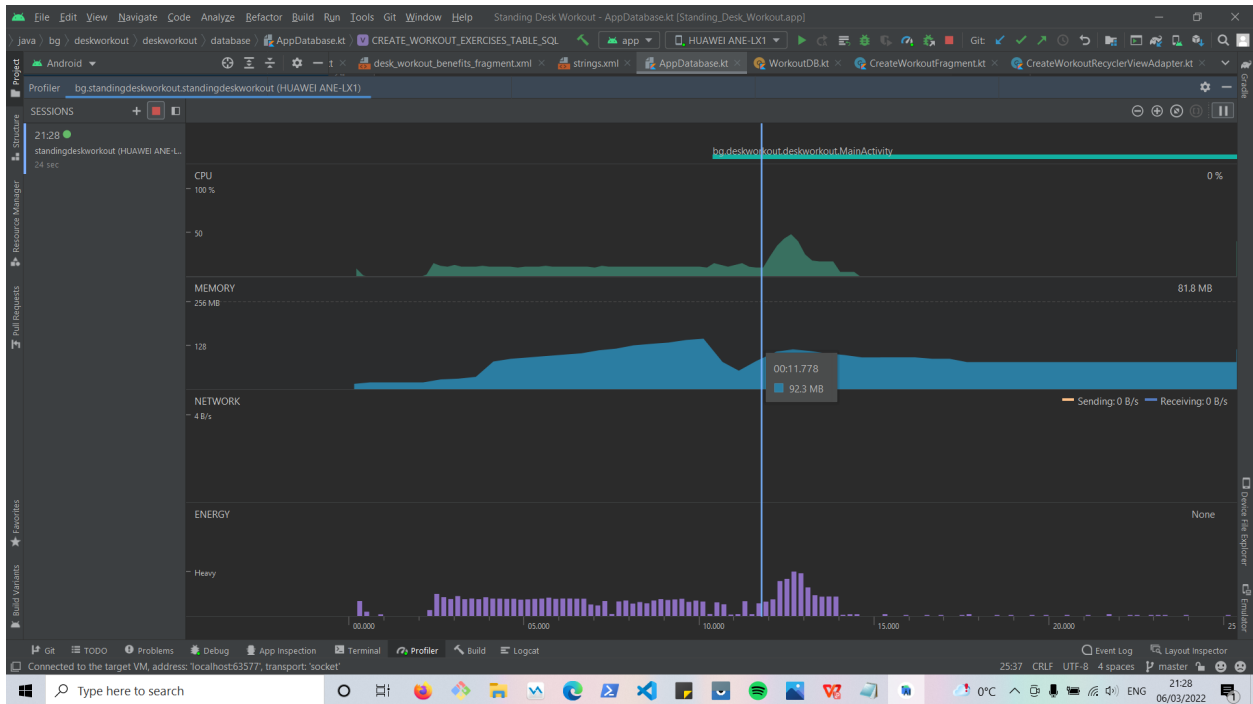 File Edit View Navigate Code Analyze Refactor Build Run Tools Git Window Help Standing Desk Workout - AppDatabase.kt [Standing_Desk_Workout.app]
java bg deskworkout deskworkout database AppDatabase.kt CREATE_WORKOUT_EXERCISES_TABLE_SQL app HUAWEI ANE-LX1 Git:
Android desk_workout_benefits_fragment.xml strings.xml AppDatabase.kt WorkoutDB.kt CreateWorkoutFragment.kt CreateWorkoutRecyclerViewAdapter.kt
Profiler bg.standingdeskworkout.standingdeskworkout (HUAWEI ANE-LX1)
SESSIONS
21:28
standingdeskworkout (HUAWEI ANE-L..
24 sec
bg.deskworkout.deskworkout.MainActivity
CPU 0 %
100 %
50
MEMORY 81.8 MB
256 MB
128
00:11.778
92.3 MB
NETWORK Sending: 0 B/s Receiving: 0 B/s
4 B/s
ENERGY None
Heavy
00.000 05.000 10.000 15.000 20.000 25
Project
Structure
Resource Manager
Pull Requests
Favorites
Build Variants
Gradle
Device File Explorer
Emulator
Git TODO Problems Debug App Inspection Terminal Profiler Build Logcat Event Log Layout Inspector
Connected to the target VM, address: 'localhost:63577', transport: 'socket' 25:37 CRLF UTF-8 4 spaces master
Type here to search 0°C ENG 21:28
06/03/2022